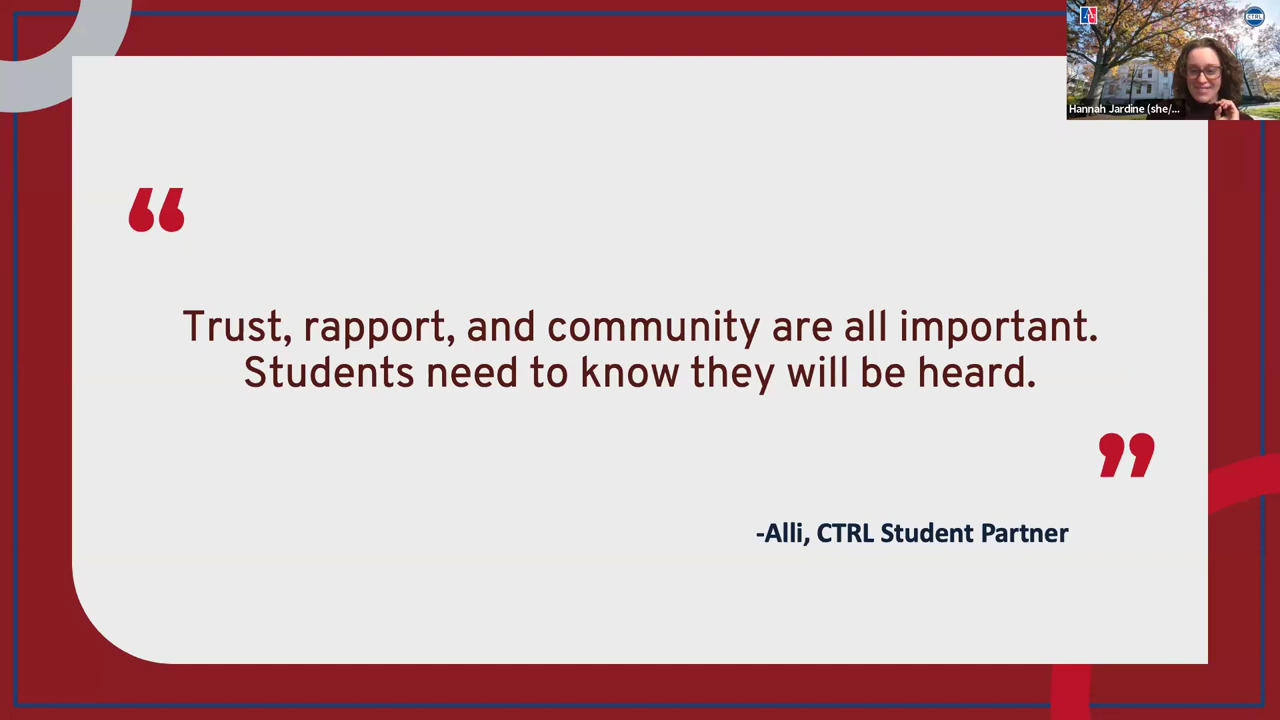 CTRL
Hannah Jardine (she/...
“
Trust, rapport, and community are all important.
Students need to know they will be heard.
”
-Alli, CTRL Student Partner